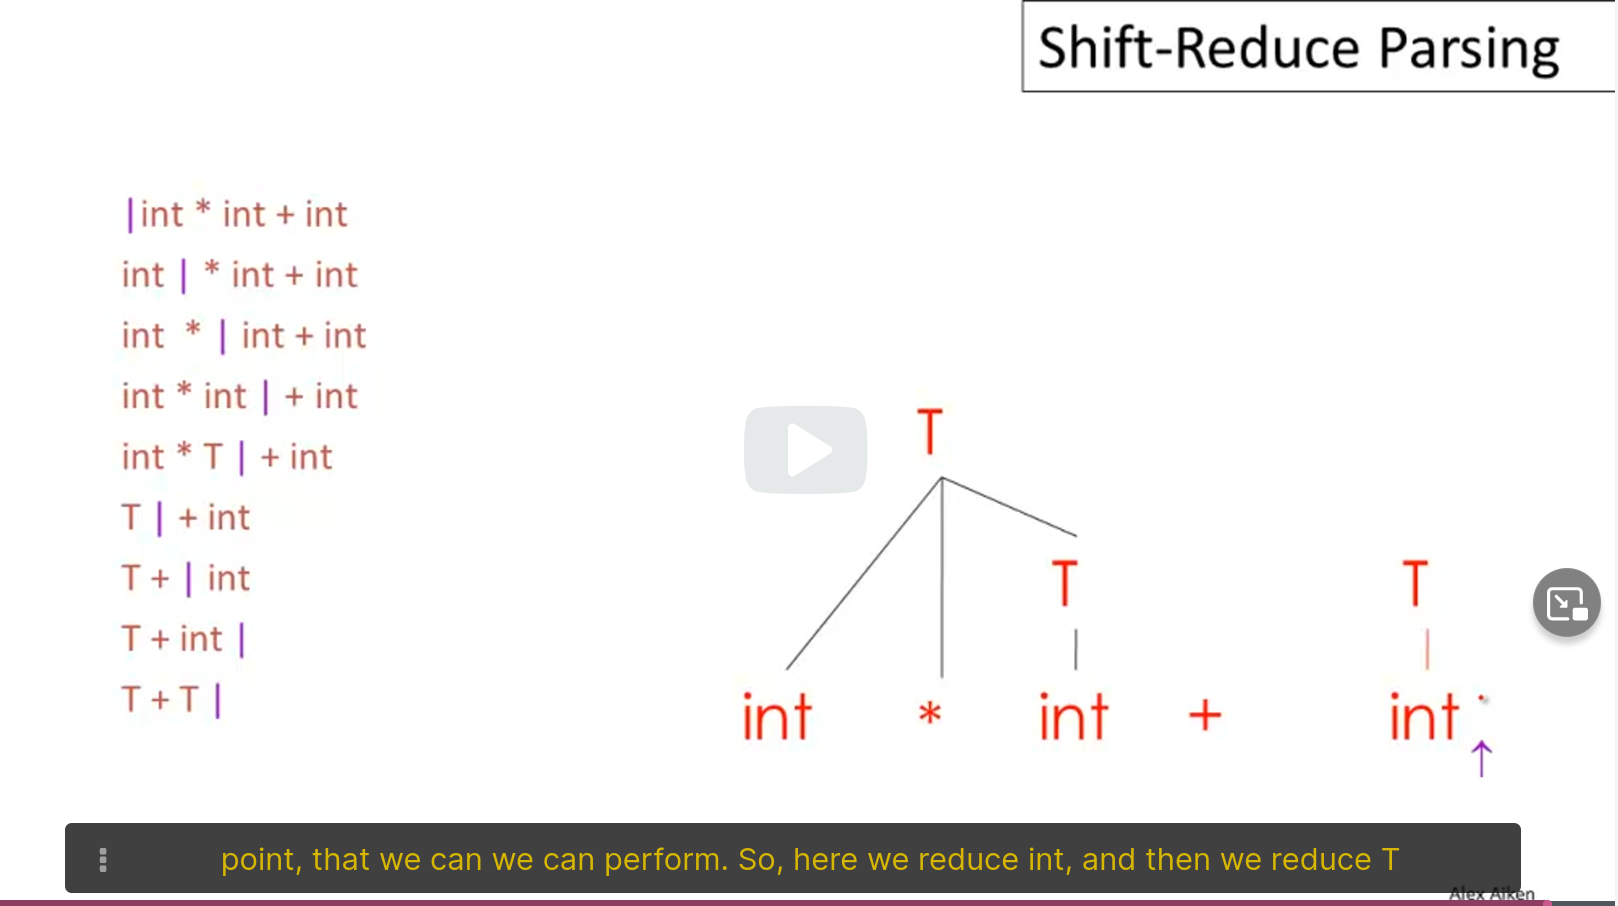 Shift-Reduce Parsing
|int * int + int
int | * int + int
int * | int + int
int * int | + int
int * T | + int
T | + int
T + | int
T + int |
T + T |
T
T T
int * int + int
point, that we can we can perform. So, here we reduce int, and then we reduce T
Alex Aiken